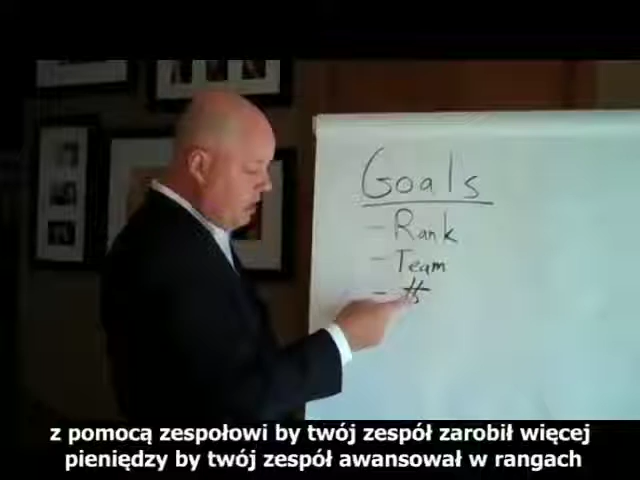 Goals
- Rank
- Team
- #s
z pomocą zespołowi by twój zespół zarobił więcej
pieniędzy by twój zespół awansował w rangach